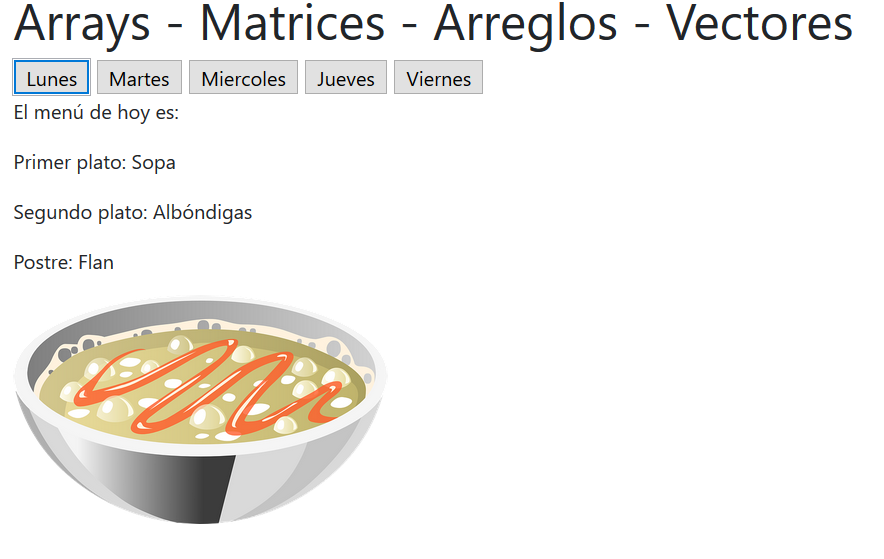 Arrays - Matrices - Arreglos - Vectores
Lunes Martes Miercoles Jueves Viernes
El menú de hoy es:
Primer plato: Sopa
Segundo plato: Albóndigas
Postre: Flan